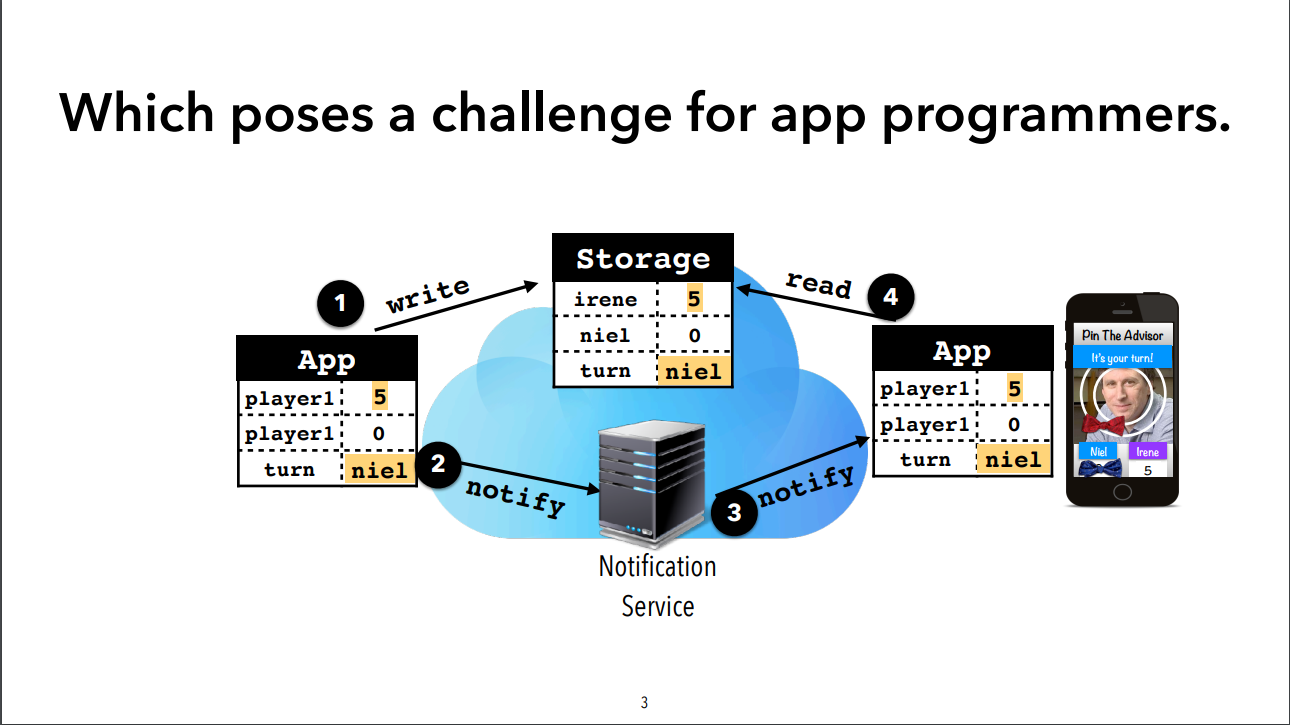 Which poses a challenge for app programmers.
Storage
irene 5
niel 0
turn niel
1
write
read
4
App
player1 5
player1 0
turn niel
2
notify
3
notify
App
player1 5
player1 0
turn niel
Pin The Advisor
It's your turn!
Niel Irene
5
Notification
Service
3